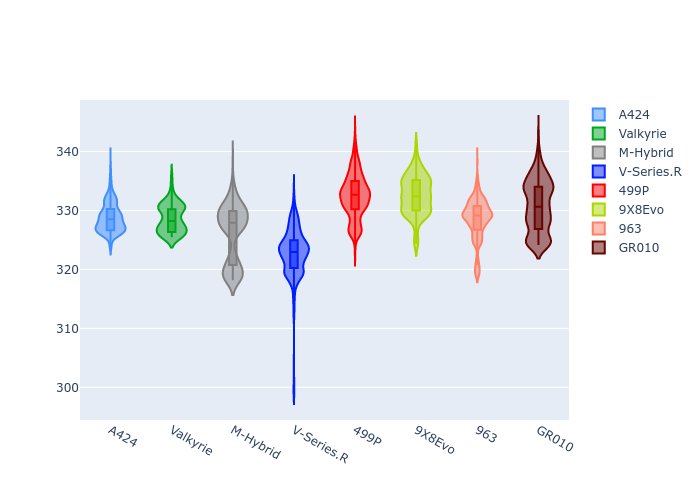 340
330
320
310
300
A424
Valkyrie
M-Hybrid
V-Series.R
499P
9X8Evo
963
GR010
A424
Valkyrie
M-Hybrid
V-Series.R
499P
9X8Evo
963
GR010